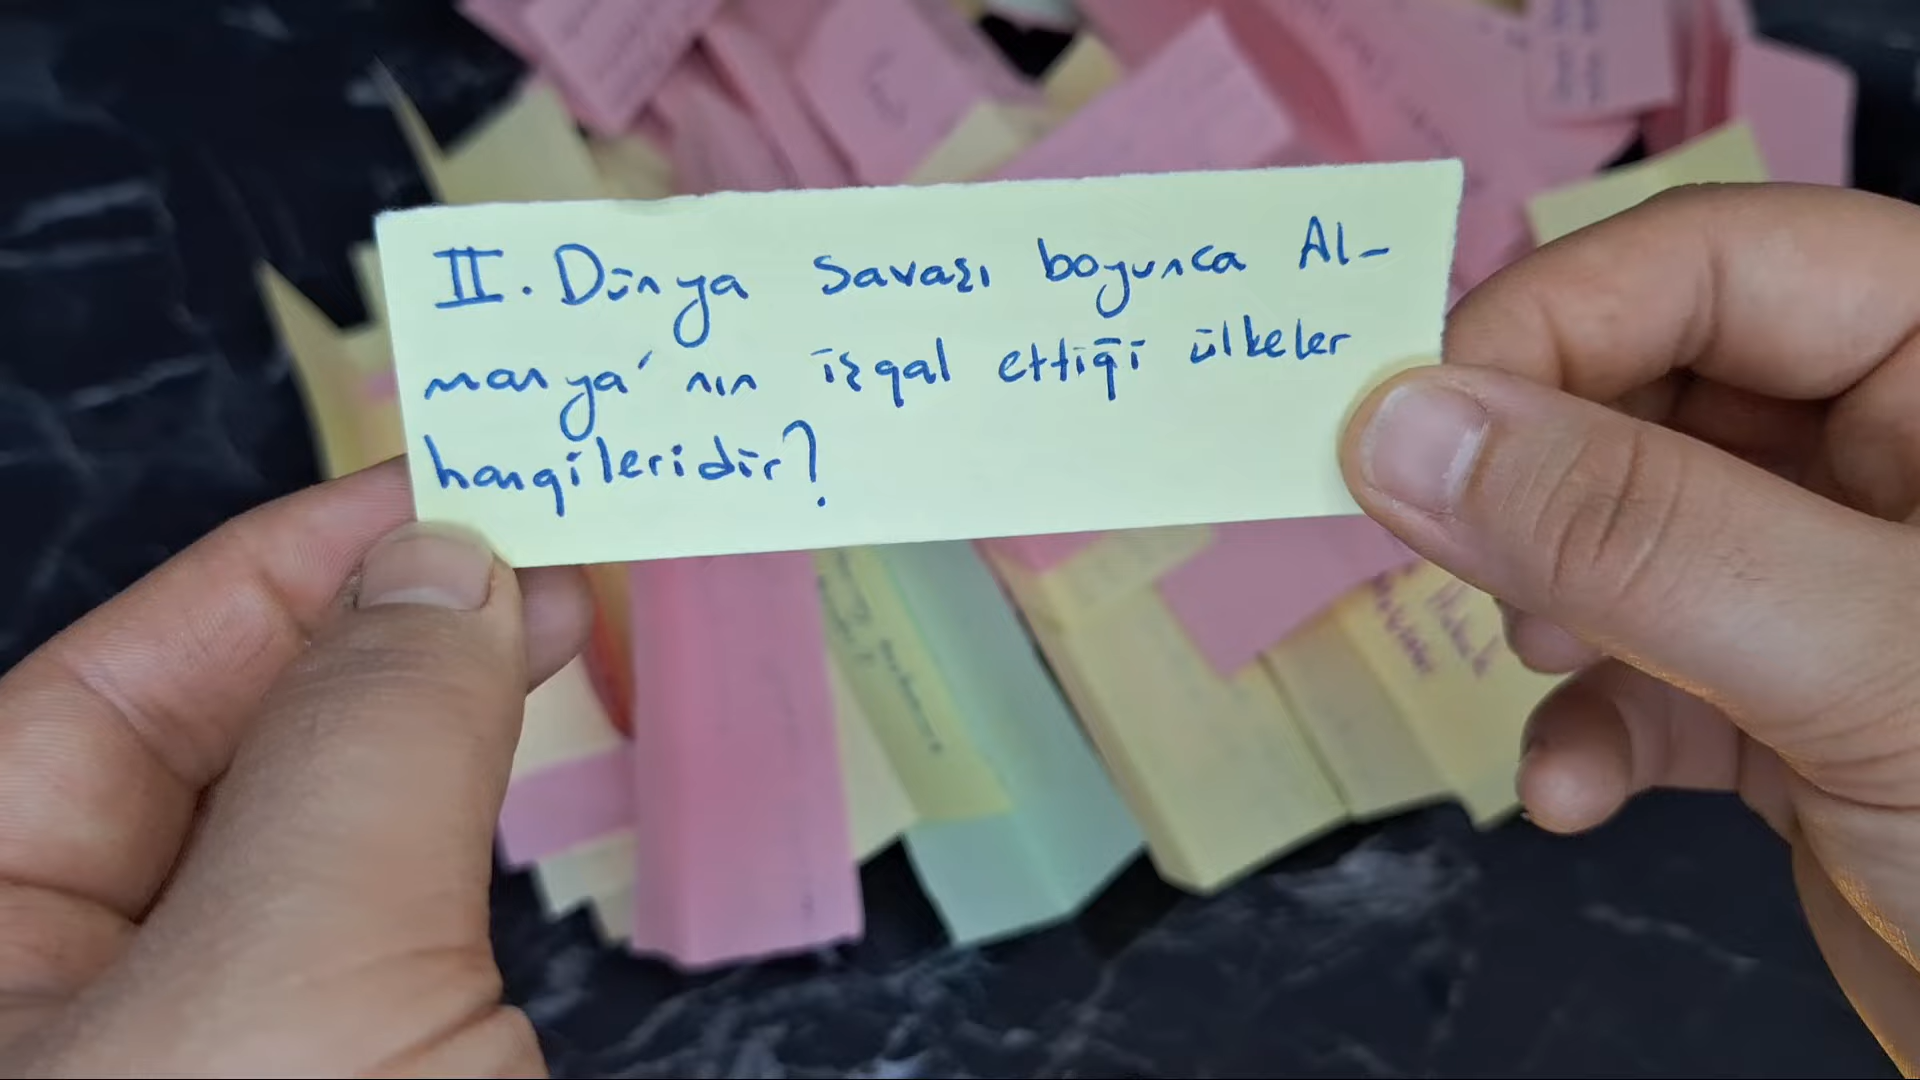 II. Dünya Savaşı boyunca Al-
manya'nın işgal ettiği ülkeler
hangileridir?